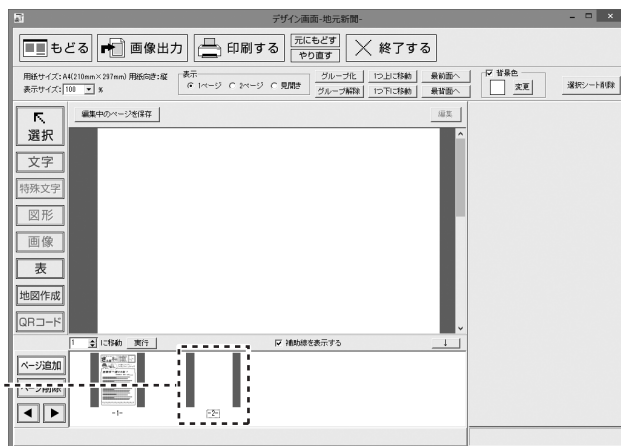 デザイン画面-地元新聞-
もどる 画像出力 印刷する 元にもどす やり直す 終了する
用紙サイズ:A4(210mm×297mm) 用紙向き:縦
表示サイズ: 100 %
表示
1ページ 2ページ 見開き
グループ化 1つ上に移動 最前面へ
グループ解除 1つ下に移動 最背面へ
背景色
変更
選択シート削除
選択
文字
特殊文字
図形
画像
表
地図作成
QRコード
編集中のページを保存 編集
1 に移動 実行 補助線を表示する ↓
ページ追加
ページ削除
-1-
-2-